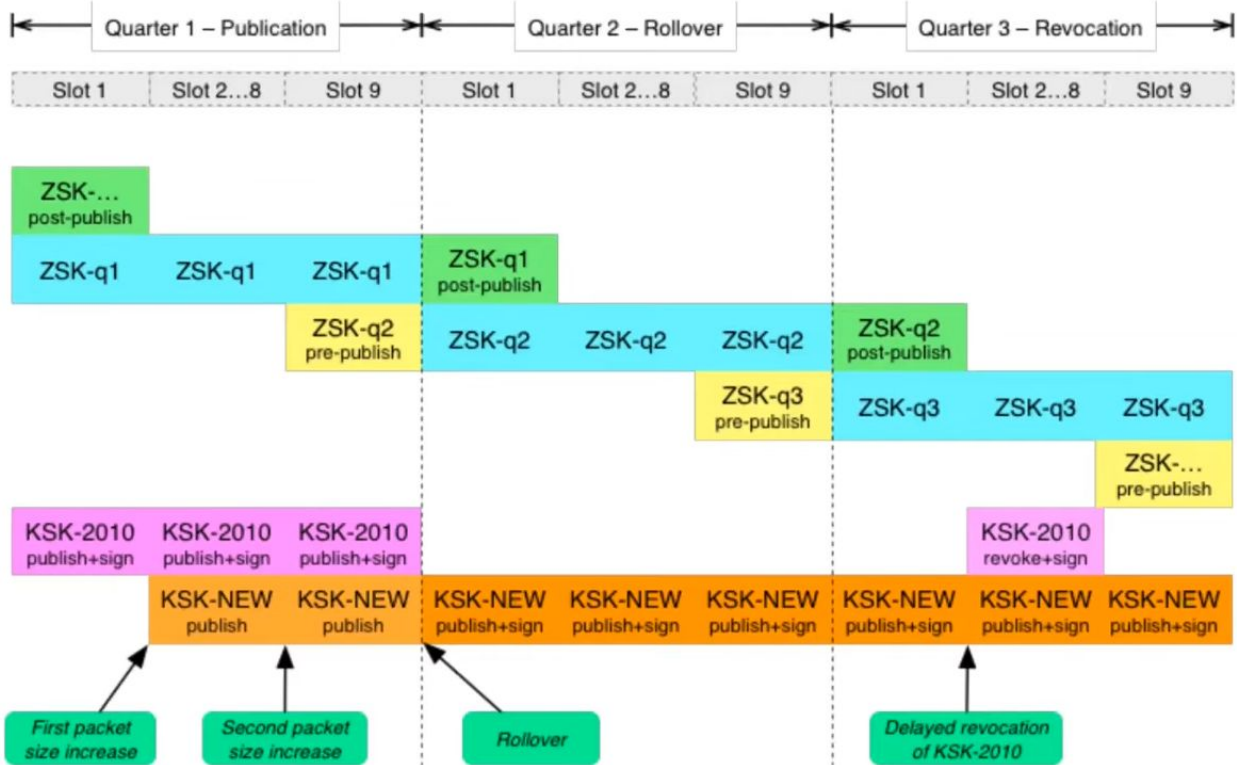 Quarter 1 – Publication
Quarter 2 – Rollover
Quarter 3 – Revocation
Slot 1
Slot 2...8
Slot 9
Slot 1
Slot 2...8
Slot 9
Slot 1
Slot 2...8
Slot 9
ZSK-...
post-publish
ZSK-q1
ZSK-q1
ZSK-q1
ZSK-q1
post-publish
ZSK-q2
pre-publish
ZSK-q2
ZSK-q2
ZSK-q2
ZSK-q2
post-publish
ZSK-q3
pre-publish
ZSK-q3
ZSK-q3
ZSK-q3
ZSK-...
pre-publish
KSK-2010
publish+sign
KSK-2010
publish+sign
KSK-2010
publish+sign
KSK-2010
revoke+sign
KSK-NEW
publish
KSK-NEW
publish
KSK-NEW
publish+sign
KSK-NEW
publish+sign
KSK-NEW
publish+sign
KSK-NEW
publish+sign
KSK-NEW
publish+sign
KSK-NEW
publish+sign
First packet
size increase
Second packet
size increase
Rollover
Delayed revocation
of KSK-2010